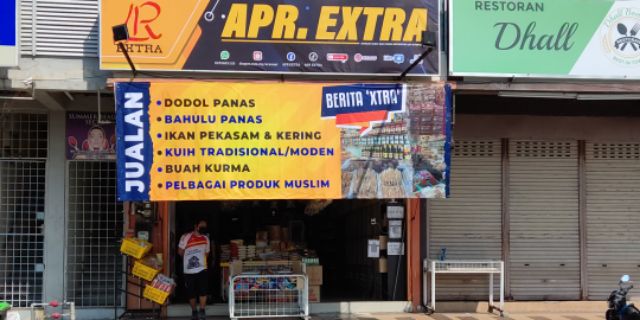 R
EXTRA
APR. EXTRA
RESTORAN
Dhall
JUALAN
• DODOL PANAS
• BAHULU PANAS
• IKAN PEKASAM & KERING
• KUIH TRADISIONAL/MODEN
• BUAH KURMA
• PELBAGAI PRODUK MUSLIM
BERITA 'XTRA'